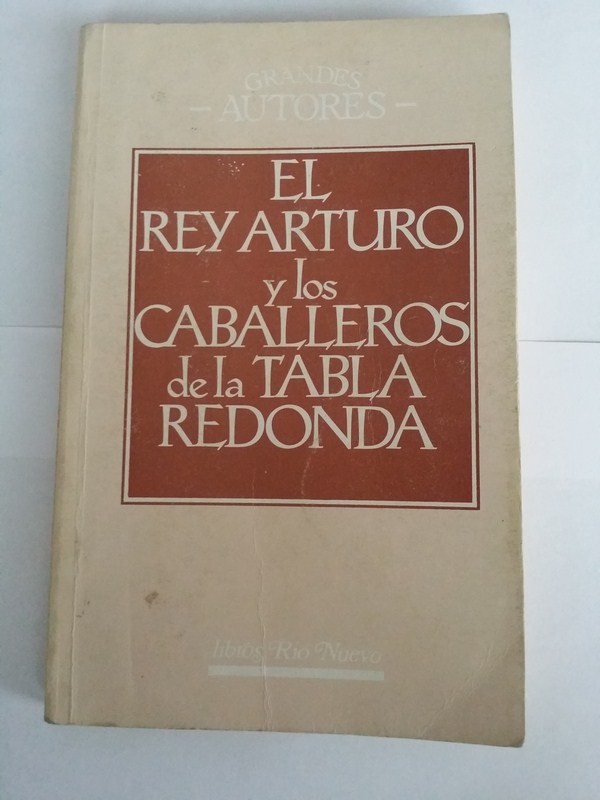 GRANDES
- AUTORES -
EL
REY ARTURO
y los
CABALLEROS
de la TABLA
REDONDA
libros Río Nuevo